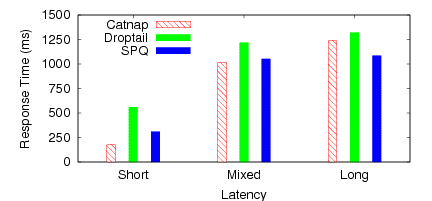 Response Time (ms)
1500
1250
1000
750
500
250
0
Catnap
Droptail
SPQ
Short
Mixed
Long
Latency